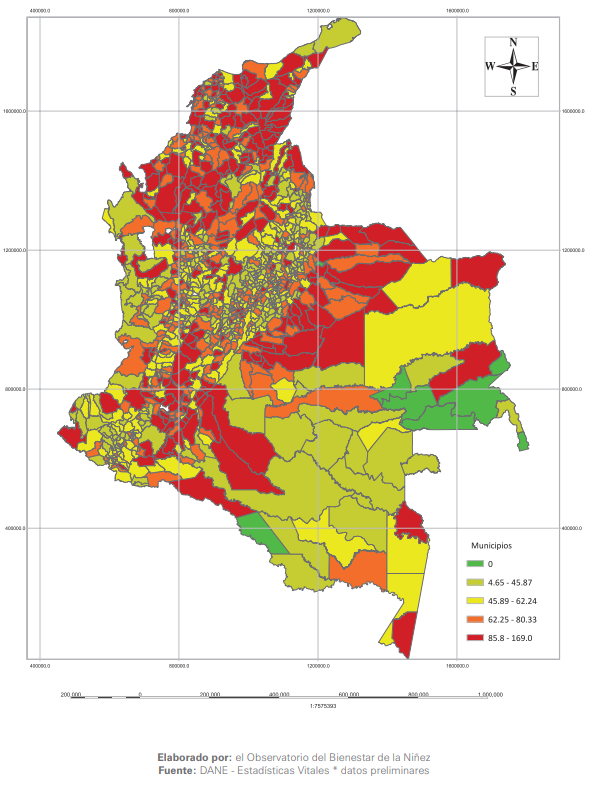 400000.0 800000.0 1200000.0 1600000.0
N
W E
S
1600000.0 1600000.0
1200000.0 1200000.0
800000.0 800000.0
400000.0 400000.0
Municipios
0
4.65 - 45.87
45.89 - 62.24
62.25 - 80.33
85.8 - 169.0
400000.0 800000.0 1200000.0 1600000.0
200,000 0 200,000 400,000 600,000 800,000 1,000,000
1:7575393
Elaborado por: el Observatorio del Bienestar de la Niñez
Fuente: DANE - Estadísticas Vitales * datos preliminares